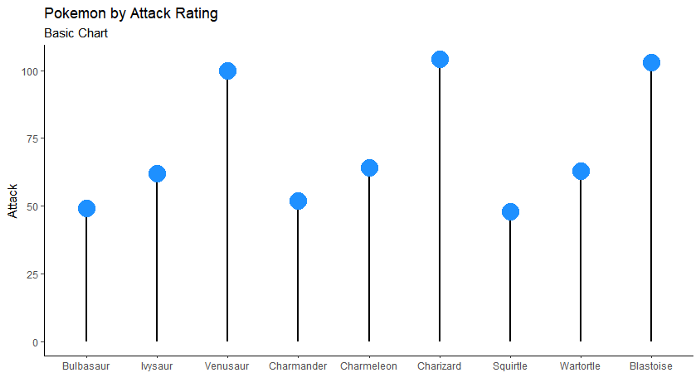 Pokemon by Attack Rating
Basic Chart
Attack
100
75
50
25
0
Bulbasaur Ivysaur Venusaur Charmander Charmeleon Charizard Squirtle Wartortle Blastoise